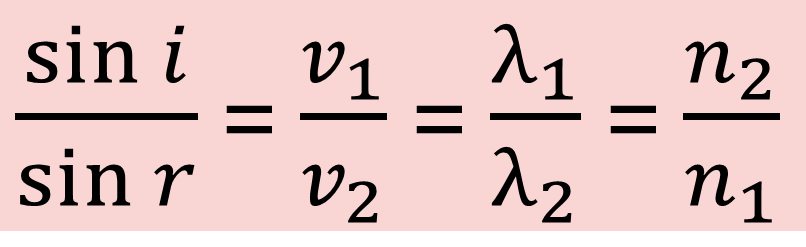 sin i / sin r = v₁ / v₂ = λ₁ / λ₂ = n₂ / n₁